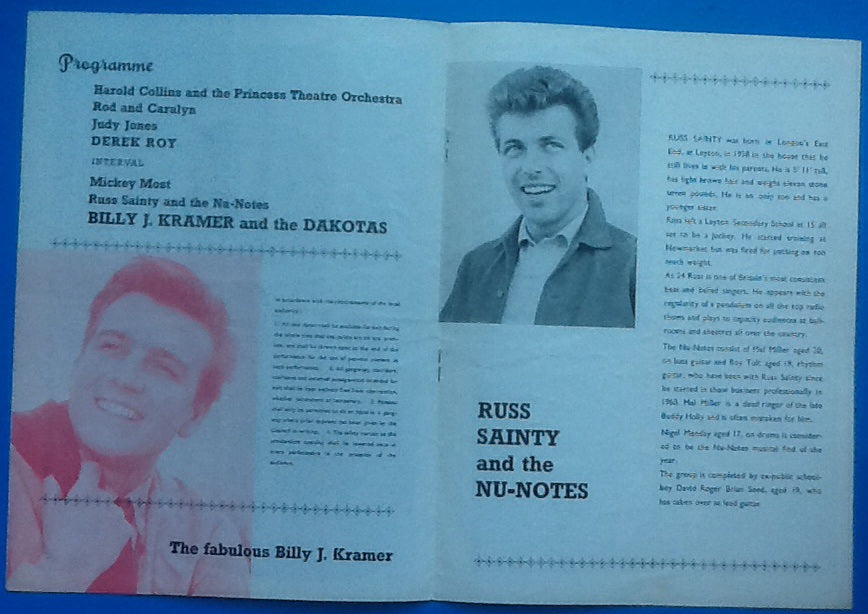 Programme
Harold Collins and the Princess Theatre Orchestra
Rod and Caralyn
Judy Jones
DEREK ROY
INTERVAL
Mickey Most
Russ Sainty and the Nu-Notes
BILLY J. KRAMER and the DAKOTAS
In accordance with the requirements of the local
authority:
The fabulous Billy J. Kramer
RUSS
SAINTY
and the
NU-NOTES
RUSS SAINTY was born in London's East
End, at Leyton, in 1938 in the house that he
still lives in with his parents. He is 5' 11" tall,
has light brown hair and weighs eleven stone
seven pounds. He is an only son and has a
younger sister.
Russ left a Leyton Secondary School at 15 all
set to be a jockey. He started training at
Newmarket but was fired for putting on too
much weight.
At 24 Russ is one of Britain's most consistent
beat and ballad singers. He appears with the
regularity of a pendulum on all the top radio
shows and plays to capacity audiences at ball-
rooms and theatres all over the country.
The Nu-Notes consist of Mal Miller aged 20,
on bass guitar and Roy Tolt aged 19, rhythm
guitar, who have been with Russ Sainty since
he started in show business professionally in
1960. Mal Miller is a dead ringer of the late
Buddy Holly and is often mistaken for him.
Nigel Menday aged 17, on drums is consider-
ed to be the Nu-Notes musical find of the
year.
The group is completed by ex-public school-
boy David Roger Brian Seed, aged 19, who
has taken over as lead guitar